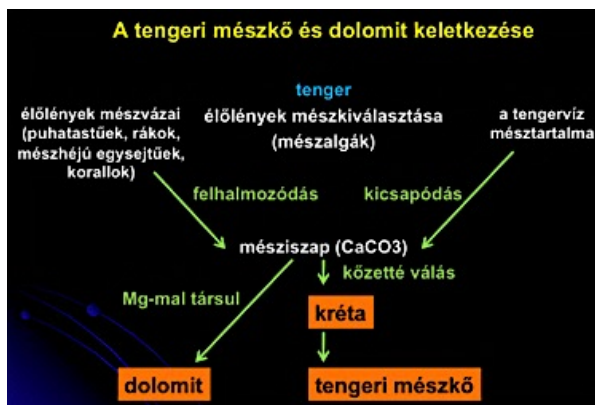 A tengeri mészkő és dolomit keletkezése
tenger
élőlények mészvázai
(puhatastűek, rákok,
mészhéjú egysejtűek,
korallok)
élőlények mészkiválasztása
(mészalgák)
a tengervíz
mésztartalma
felhalmozódás
kicsapódás
mésziszap (CaCO3)
kőzetté válás
Mg-mal társul
kréta
dolomit
tengeri mészkő